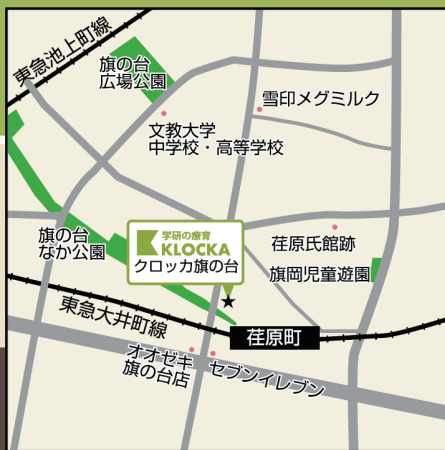 東急池上町線
旗の台
広場公園
雪印メグミルク
文教大学
中学校・高等学校
学研の療育
KLOCKA
クロッカ旗の台
旗の台
なか公園
荏原氏館跡
旗岡児童遊園
東急大井町線
荏原町
オオゼキ
旗の台店
セブンイレブン